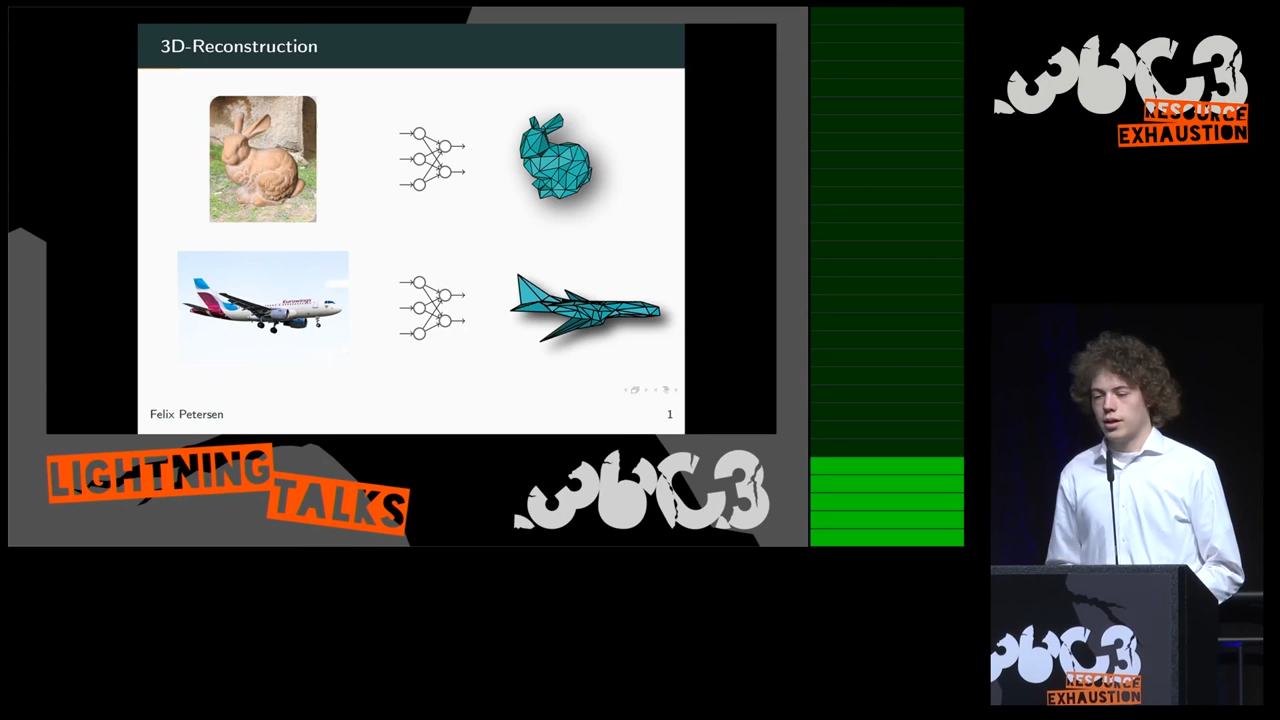 3D-Reconstruction
Eurowings
Felix Petersen
1
LIGHTNING
TALKS
36C3
36C3
RESOURCE
EXHAUSTION
36C3
RESOURCE
EXHAUSTION